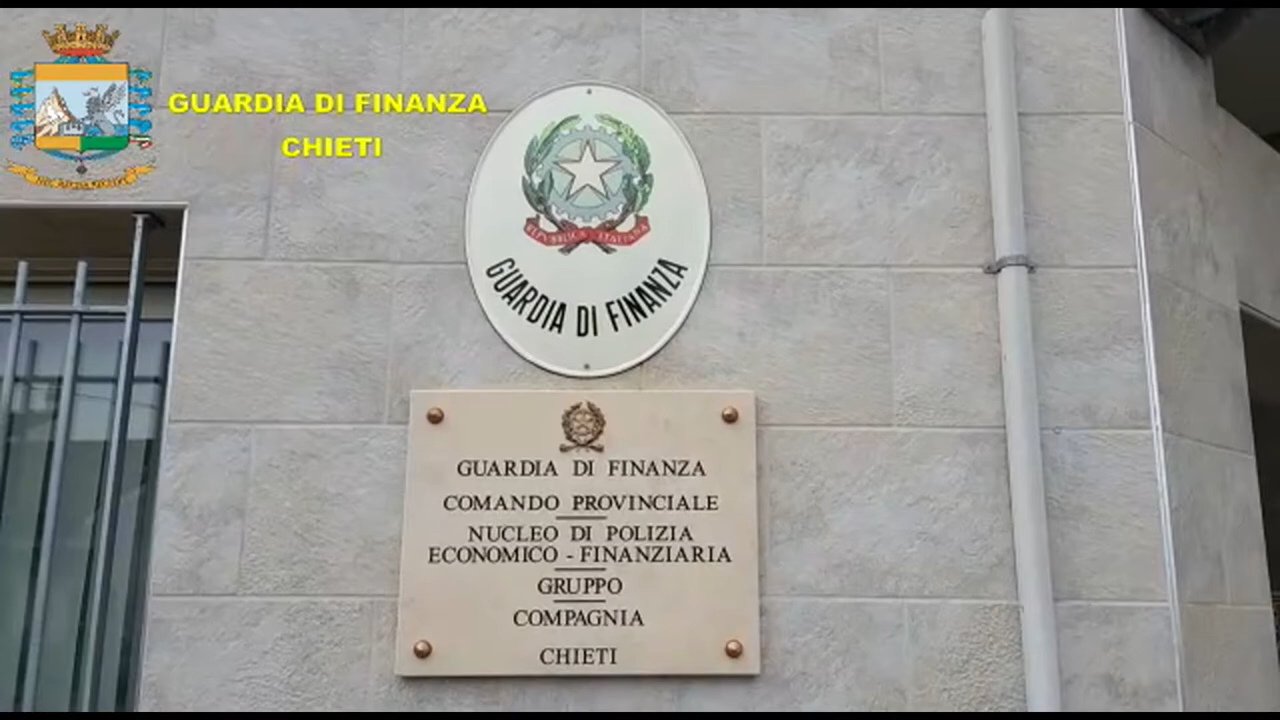 GUARDIA DI FINANZA
CHIETI
REPVBBLICA ITALIANA
GUARDIA DI FINANZA
GUARDIA DI FINANZA
COMANDO PROVINCIALE
NUCLEO DI POLIZIA
ECONOMICO - FINANZIARIA
GRUPPO
COMPAGNIA
CHIETI